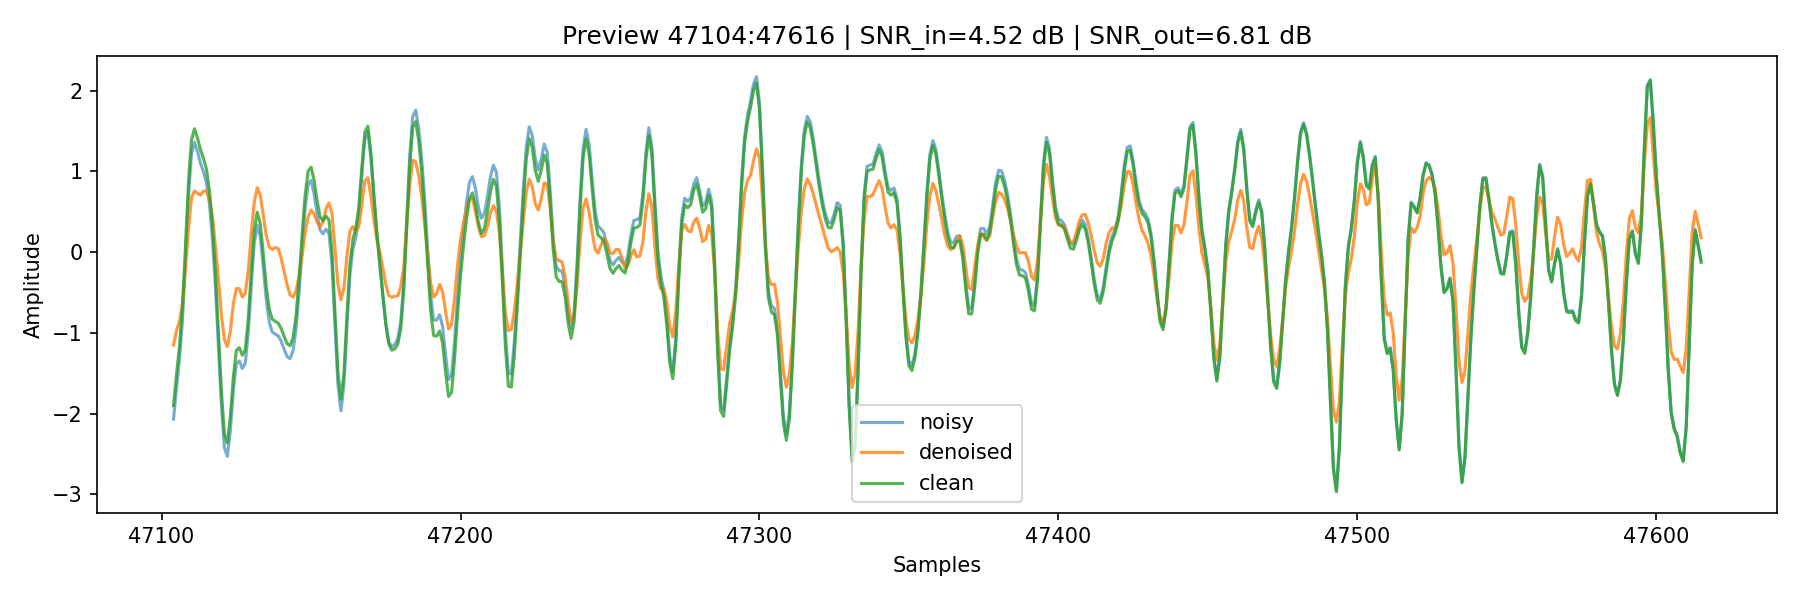 Preview 47104:47616 | SNR_in=4.52 dB | SNR_out=6.81 dB
Amplitude
2
1
0
−1
−2
−3
noisy
denoised
clean
47100 47200 47300 47400 47500 47600
Samples